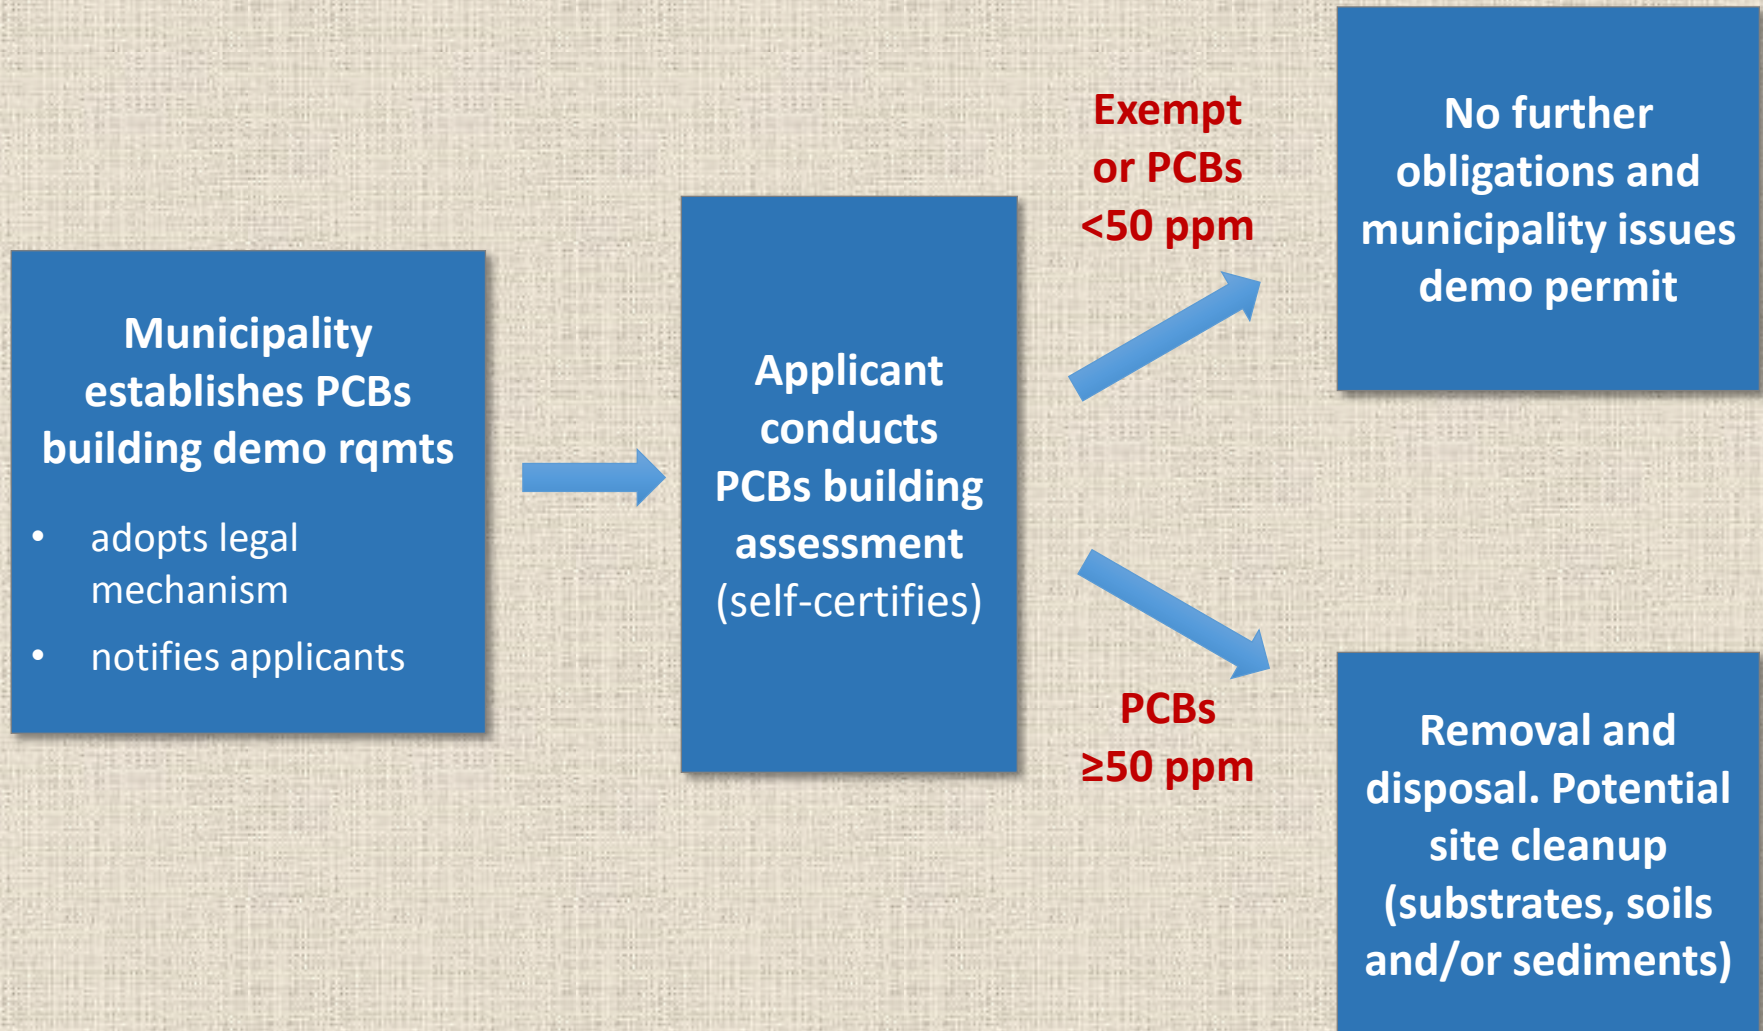 Municipality
establishes PCBs
building demo rqmts
• adopts legal
mechanism
• notifies applicants
Applicant
conducts
PCBs building
assessment
(self-certifies)
Exempt
or PCBs
<50 ppm
No further
obligations and
municipality issues
demo permit
PCBs
≥50 ppm
Removal and
disposal. Potential
site cleanup
(substrates, soils
and/or sediments)